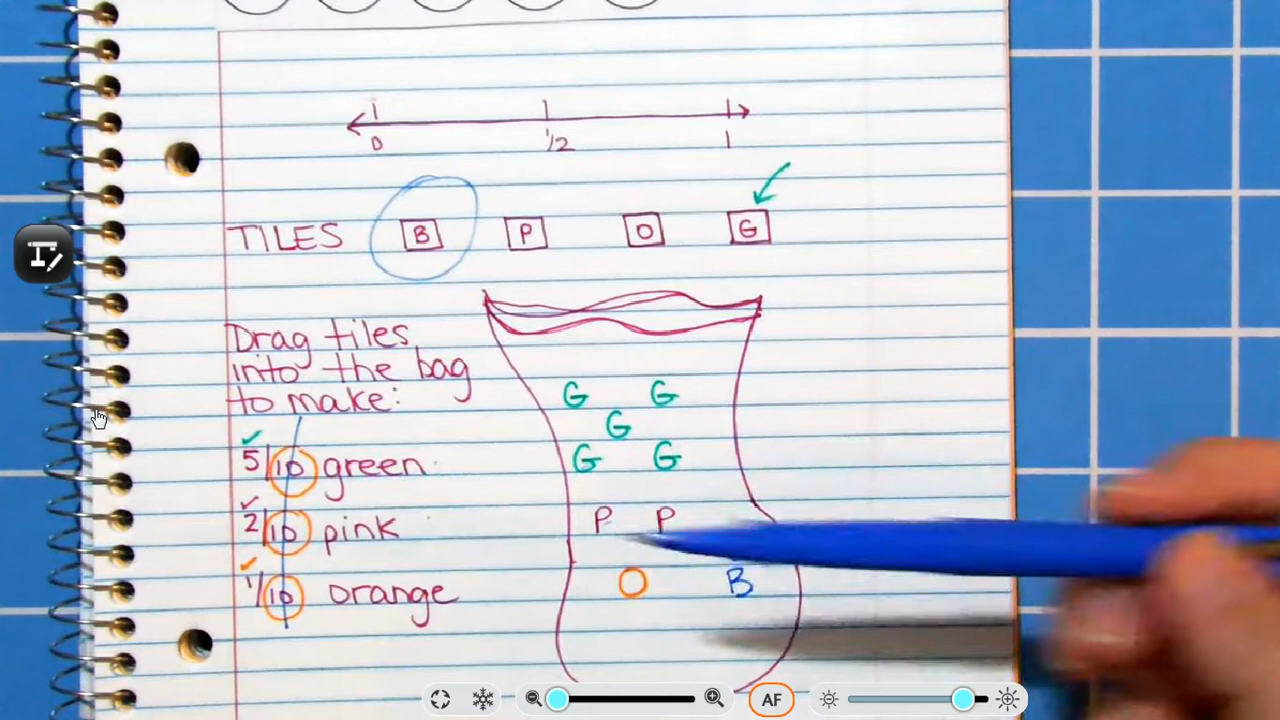 0 1/2 1
TILES B P O G
Drag tiles
into the bag
to make:
5/10 green
2/10 pink
1/10 orange
G G
G
G G
P P
O B
AF